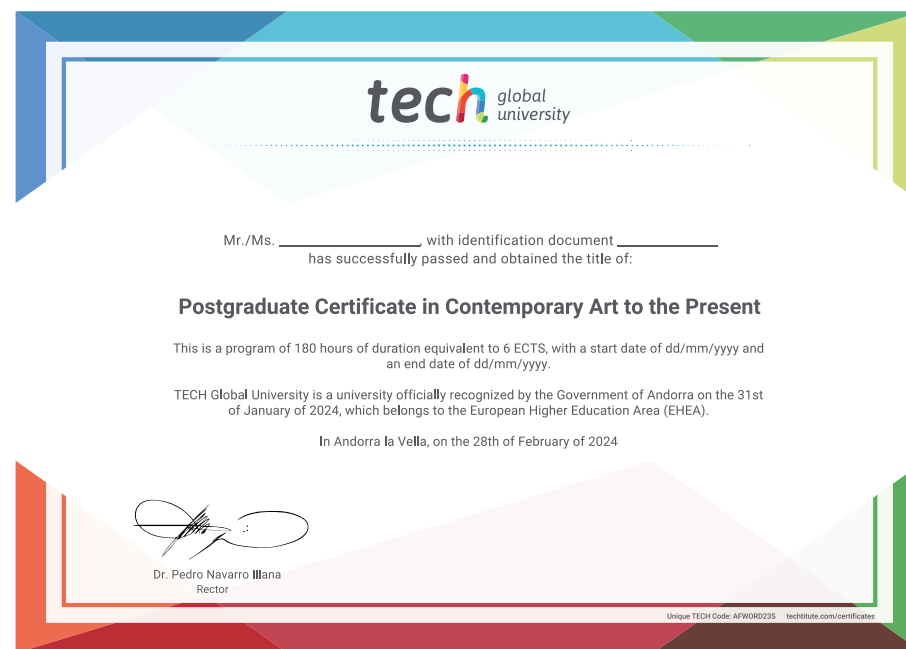 tech global
university
Mr./Ms. ____________, with identification document ____________
has successfully passed and obtained the title of:
Postgraduate Certificate in Contemporary Art to the Present
This is a program of 180 hours of duration equivalent to 6 ECTS, with a start date of dd/mm/yyyy and
an end date of dd/mm/yyyy.
TECH Global University is a university officially recognized by the Government of Andorra on the 31st
of January of 2024, which belongs to the European Higher Education Area (EHEA).
In Andorra la Vella, on the 28th of February of 2024
Dr. Pedro Navarro Illana
Rector
Unique TECH Code: AFWORD23S techtitute.com/certificates